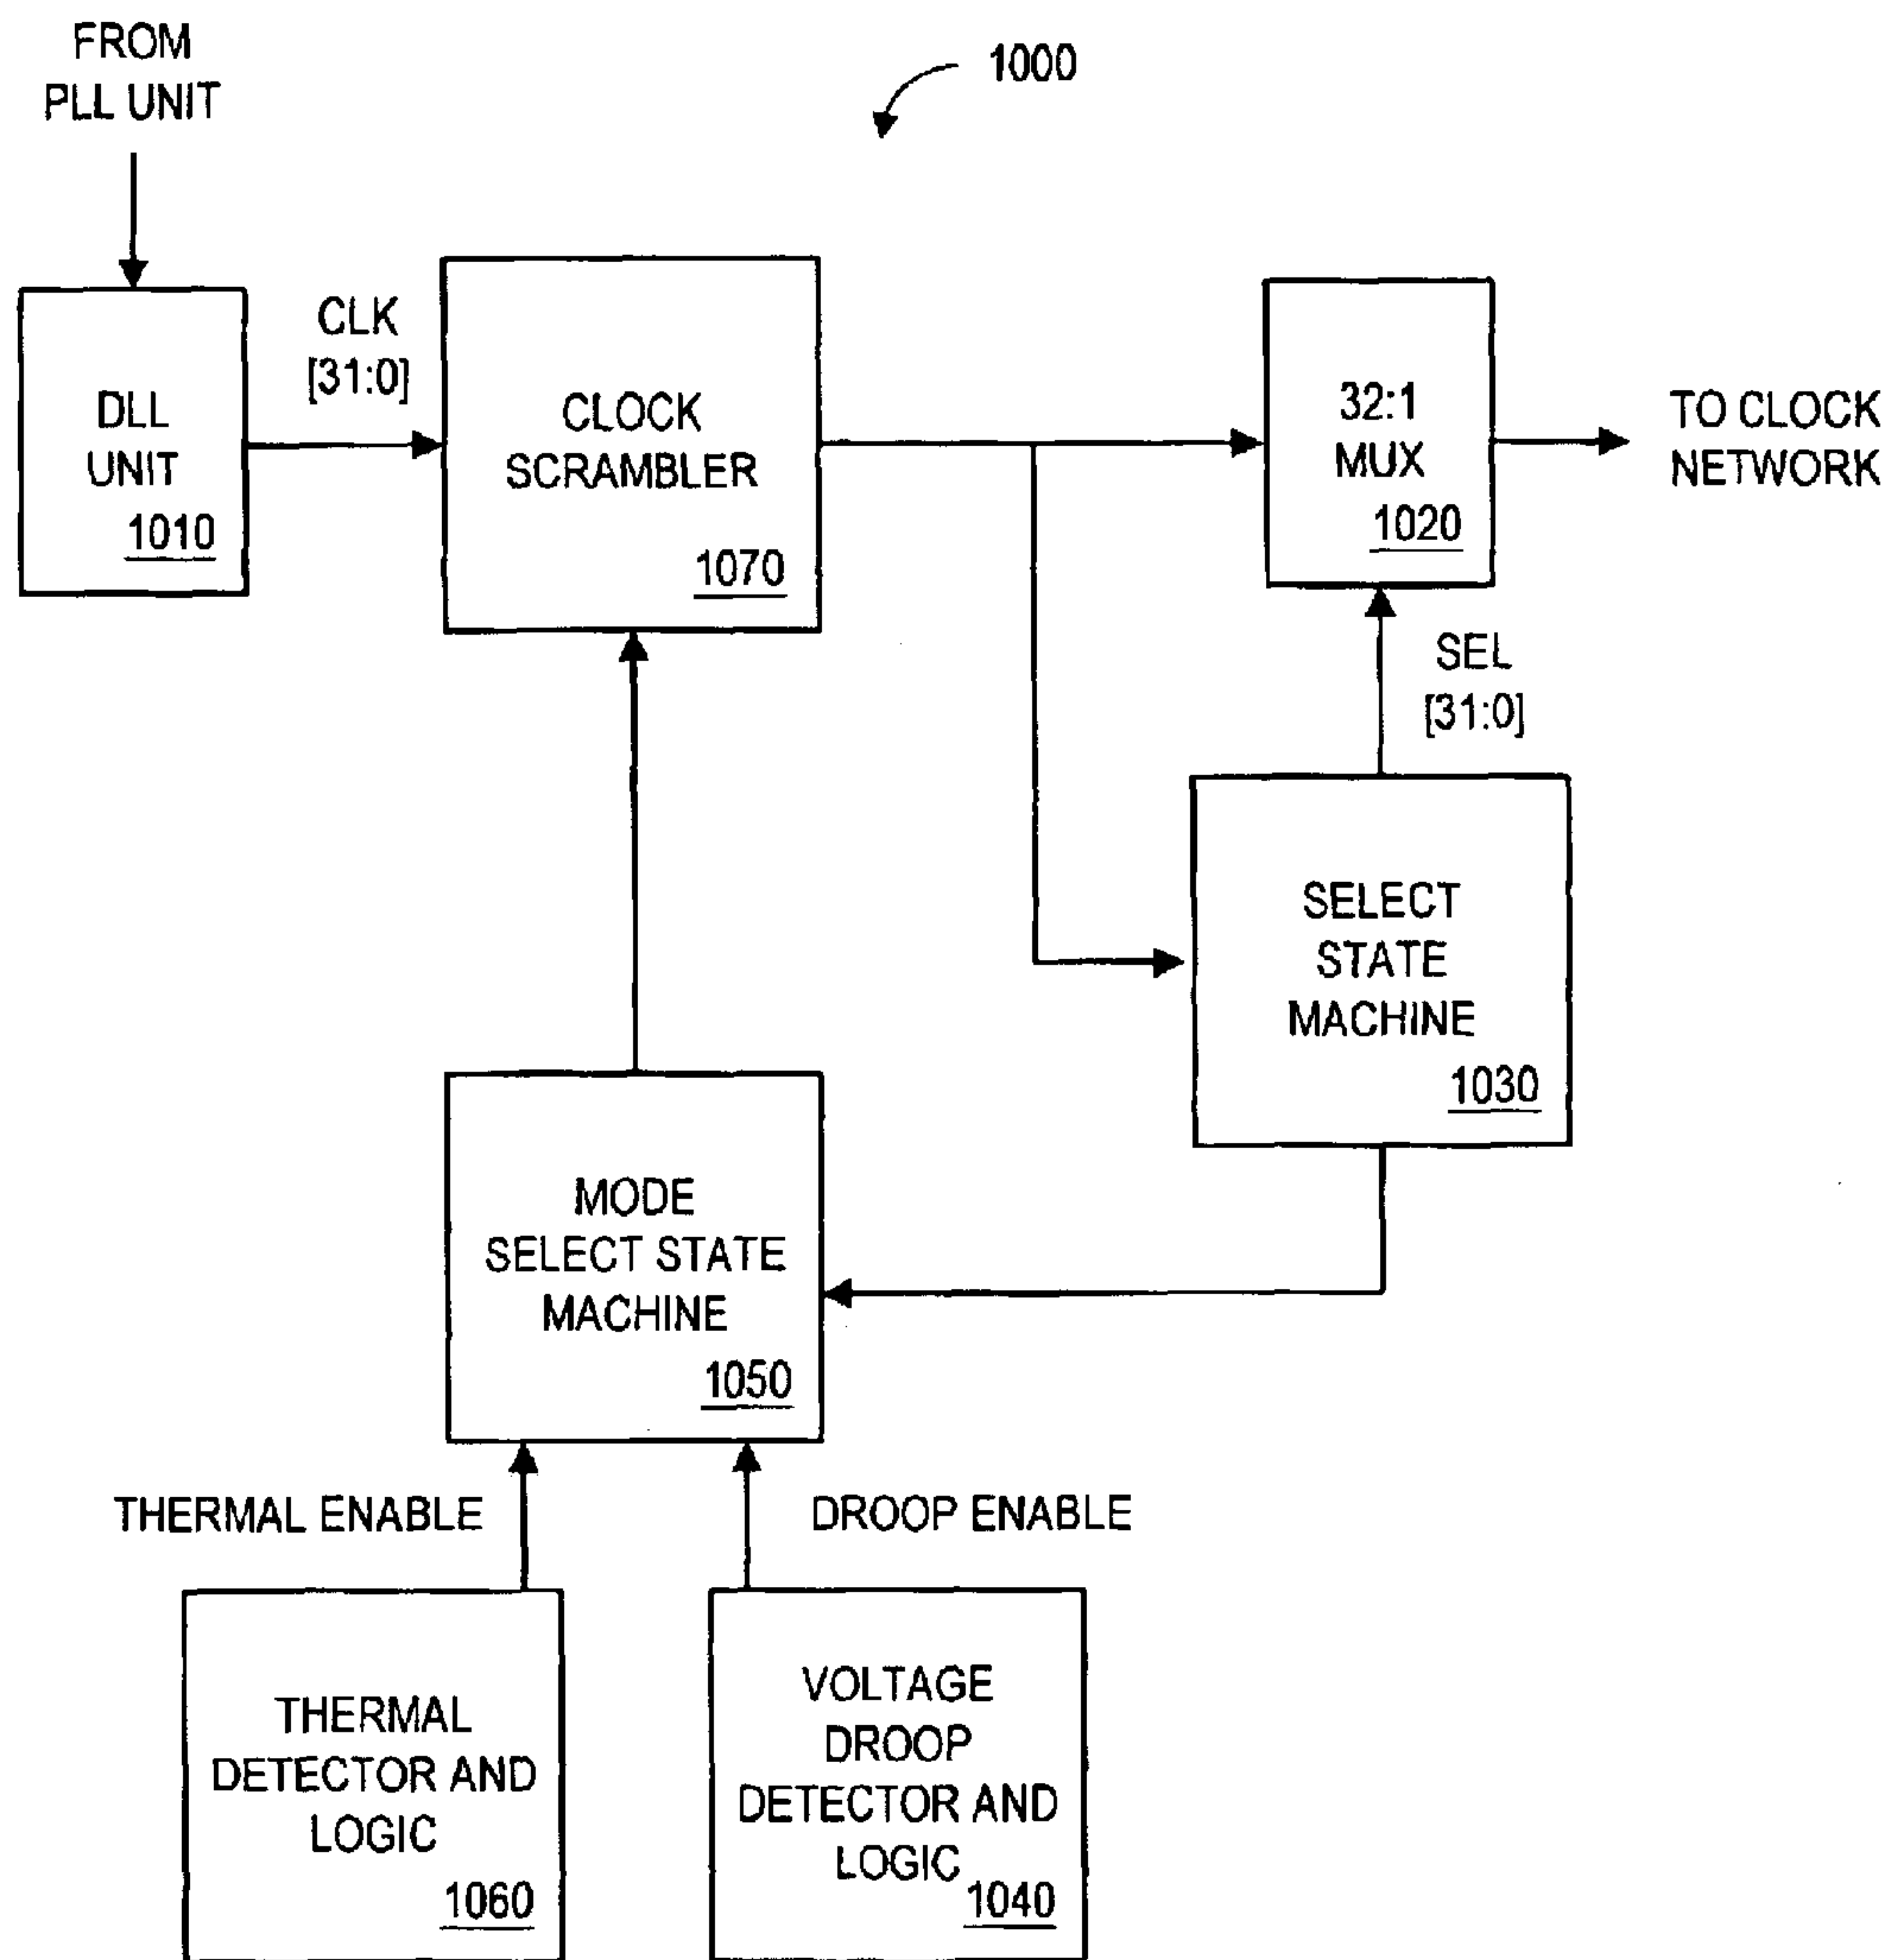 FROM
PLL UNIT
1000
DLL
UNIT
1010
CLK
[31:0]
CLOCK
SCRAMBLER
1070
32:1
MUX
1020
TO CLOCK
NETWORK
SEL
[31:0]
SELECT
STATE
MACHINE
1030
MODE
SELECT STATE
MACHINE
1050
THERMAL ENABLE
DROOP ENABLE
THERMAL
DETECTOR AND
LOGIC
1060
VOLTAGE
DROOP
DETECTOR AND
LOGIC
1040